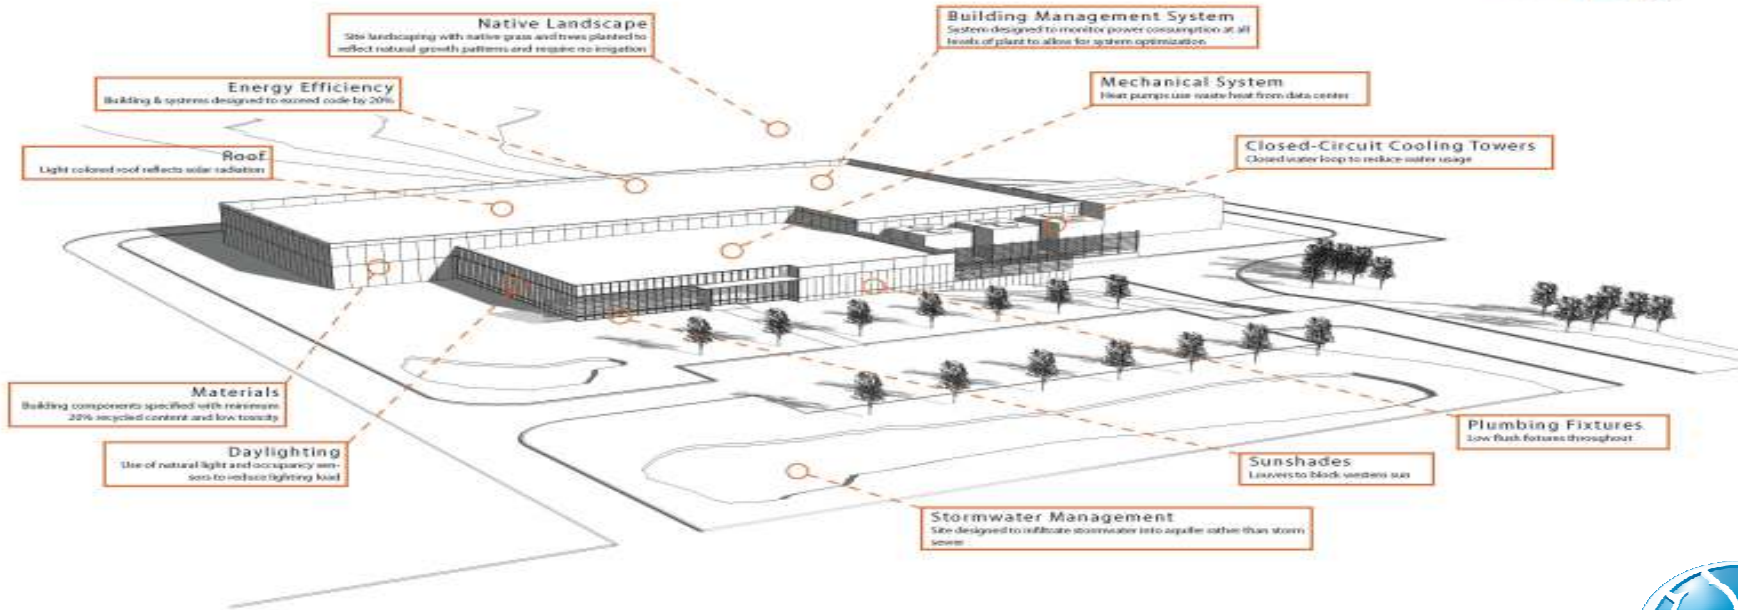 Native Landscape
Site landscaping with native grass and trees planted to
reflect natural growth patterns and require no irrigation
Building Management System
System designed to monitor power consumption at all
levels of plant to allow for system optimization
Energy Efficiency
Building & systems designed to exceed code by 20%
Mechanical System
Heat pumps use waste heat from data center
Roof
Light colored roof reflects solar radiation
Closed-Circuit Cooling Towers
Closed water loop to reduce water usage
Materials
Building components specified with minimum
20% recycled content and low toxicity
Daylighting
Use of natural light and occupancy sen-
sors to reduce lighting load
Plumbing Fixtures
Low flush fixtures throughout
Sunshades
Louvers to block western sun
Stormwater Management
Site designed to infiltrate stormwater into aquifer rather than storm
sewer